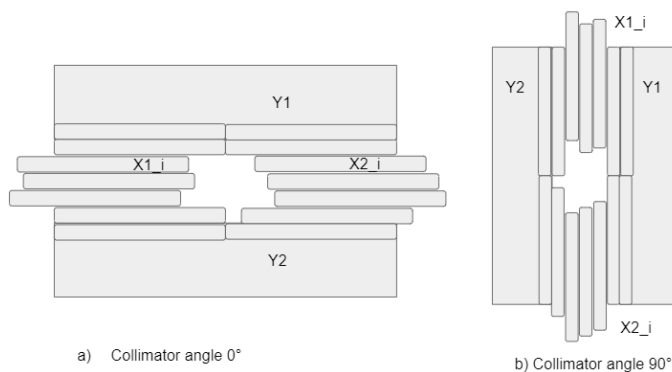 Y1
X1_i
X2_i
Y2
a) Collimator angle 0°
X1_i
Y2
Y1
X2_i
b) Collimator angle 90°